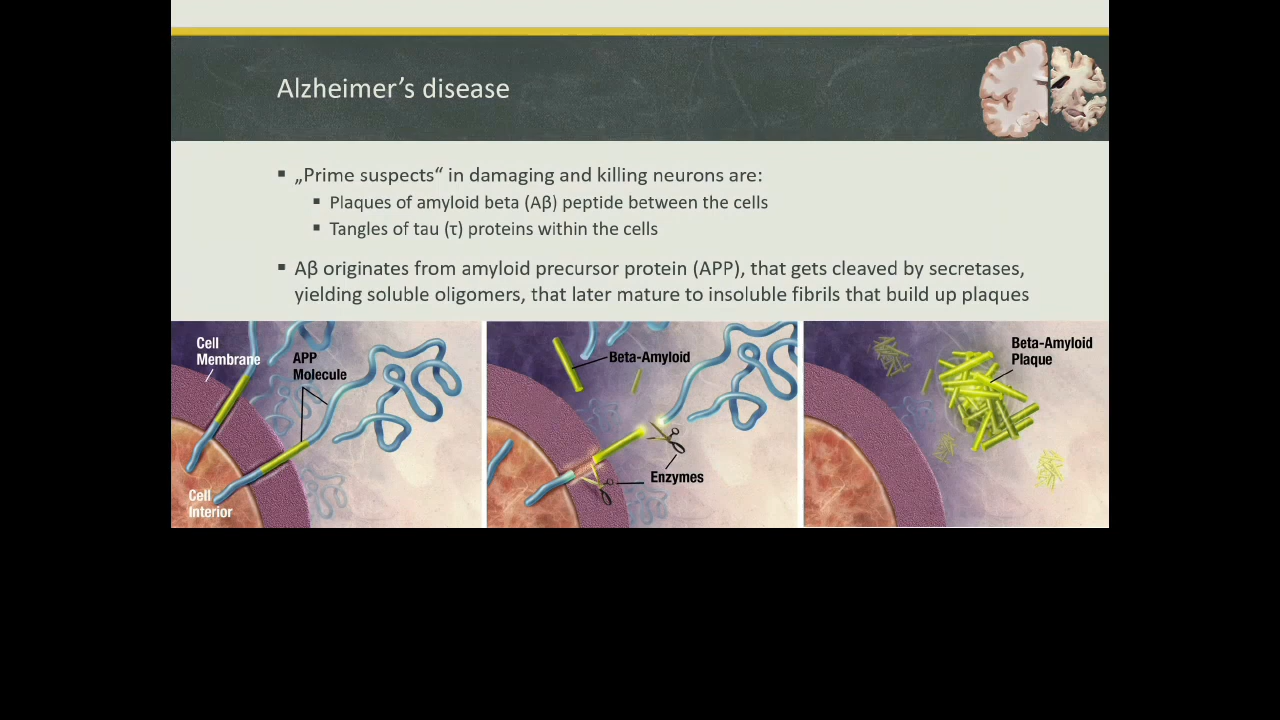 Alzheimer’s disease
▪ „Prime suspects“ in damaging and killing neurons are:
▪ Plaques of amyloid beta (Aβ) peptide between the cells
▪ Tangles of tau (τ) proteins within the cells
▪ Aβ originates from amyloid precursor protein (APP), that gets cleaved by secretases,
yielding soluble oligomers, that later mature to insoluble fibrils that build up plaques
Cell
Membrane
APP
Molecule
Cell
Interior
Beta-Amyloid
Enzymes
Beta-Amyloid
Plaque